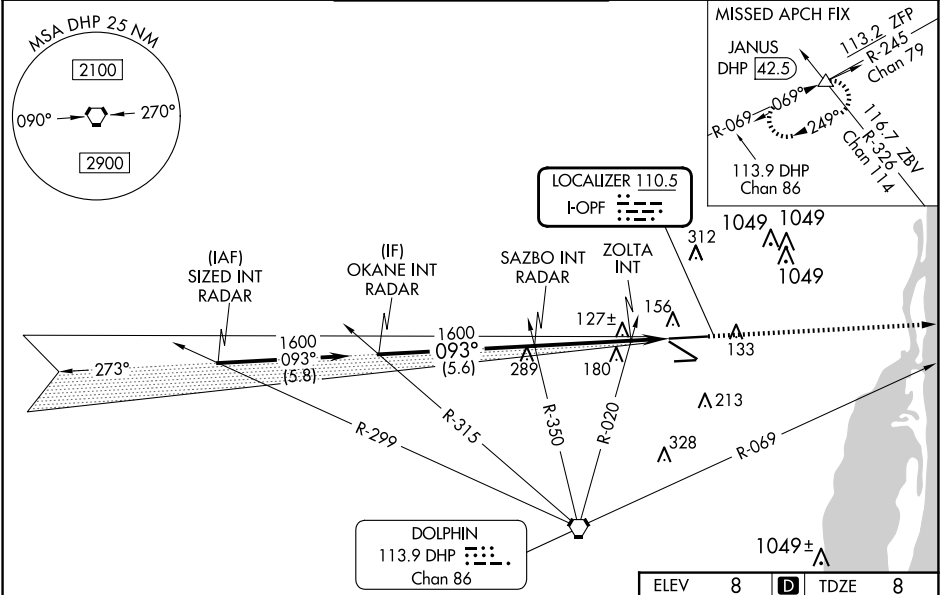 MSA DHP 25 NM
2100
090°
270°
2900
MISSED APCH FIX
JANUS
DHP 42.5
113.2 ZFP
R-245
Chan 79
R-069
069°
249°
116.7 ZBV
R-326
Chan 114
113.9 DHP
Chan 86
LOCALIZER 110.5
I-OPF
312
1049
1049
1049
(IAF)
SIZED INT
RADAR
(IF)
OKANE INT
RADAR
SAZBO INT
RADAR
ZOLTA
INT
156
127±
133
1600
093°
(5.8)
1600
093°
(5.6)
273°
289
180
213
328
R-299
R-315
R-350
R-020
R-069
DOLPHIN
113.9 DHP
Chan 86
1049±
ELEV 8 D TDZE 8